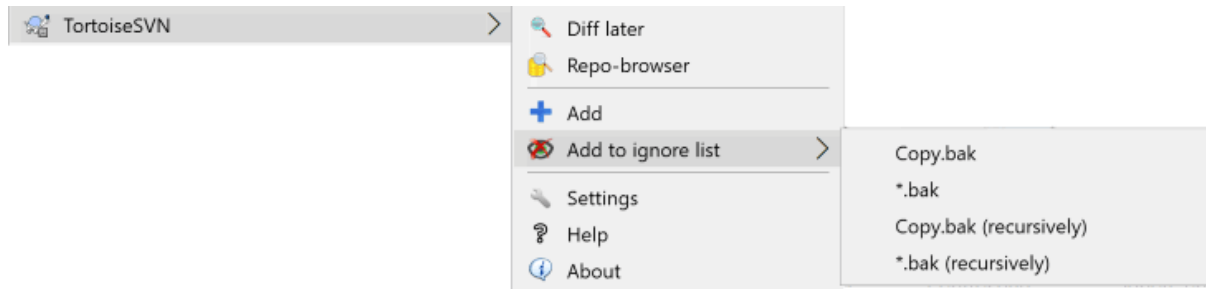 TortoiseSVN
Diff later
Repo-browser
Add
Add to ignore list
Copy.bak
*.bak
Copy.bak (recursively)
*.bak (recursively)
Settings
Help
About